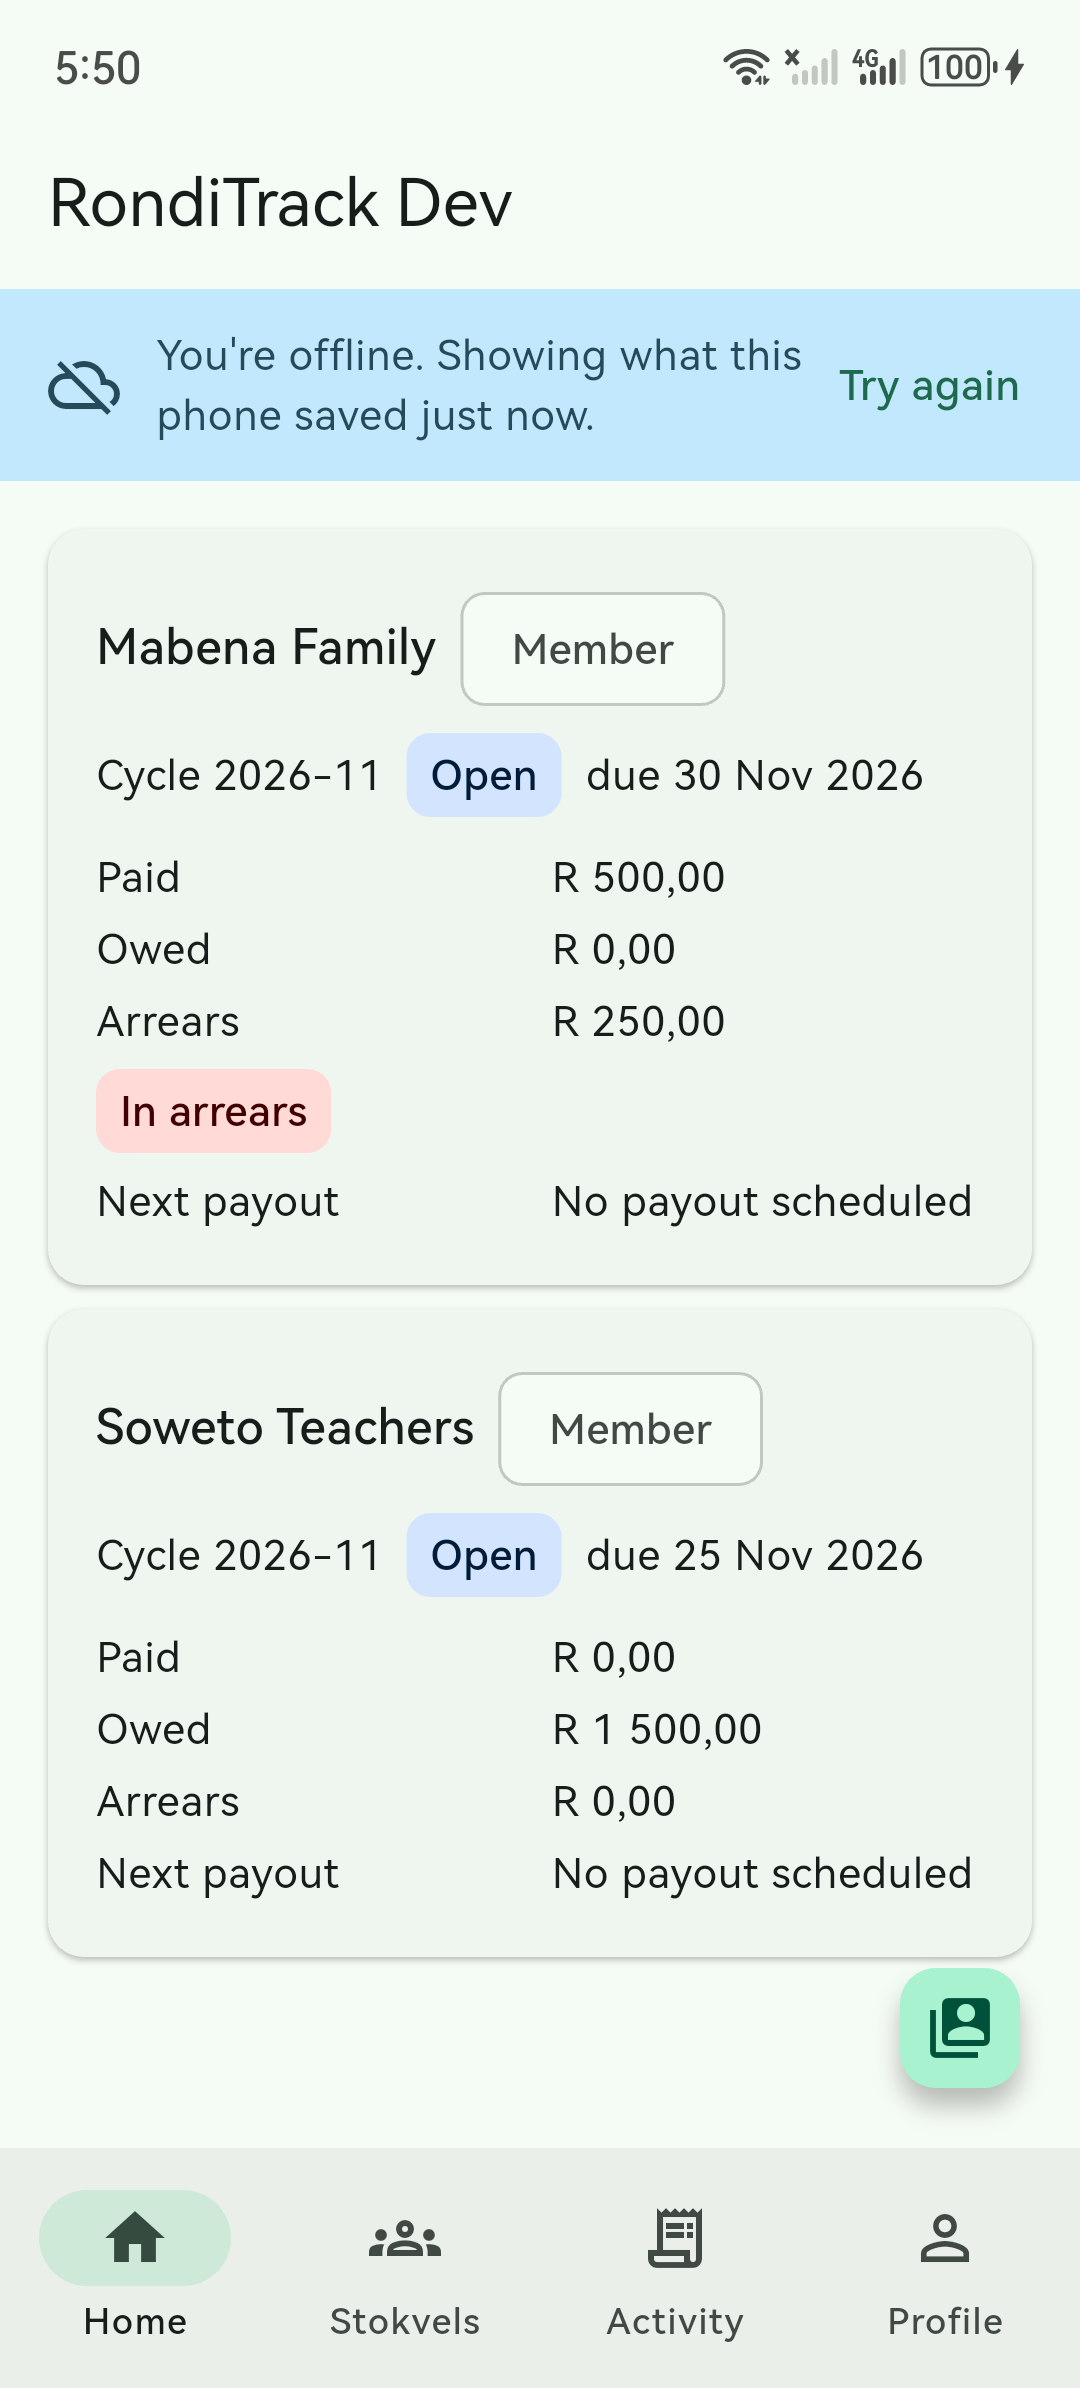 5:50
4G
100
RondiTrack Dev
You're offline. Showing what this
phone saved just now.
Try again
Mabena Family
Member
Cycle 2026-11
Open
due 30 Nov 2026
Paid
R 500,00
Owed
R 0,00
Arrears
R 250,00
In arrears
Next payout
No payout scheduled
Soweto Teachers
Member
Cycle 2026-11
Open
due 25 Nov 2026
Paid
R 0,00
Owed
R 1 500,00
Arrears
R 0,00
Next payout
No payout scheduled
Home
Stokvels
Activity
Profile